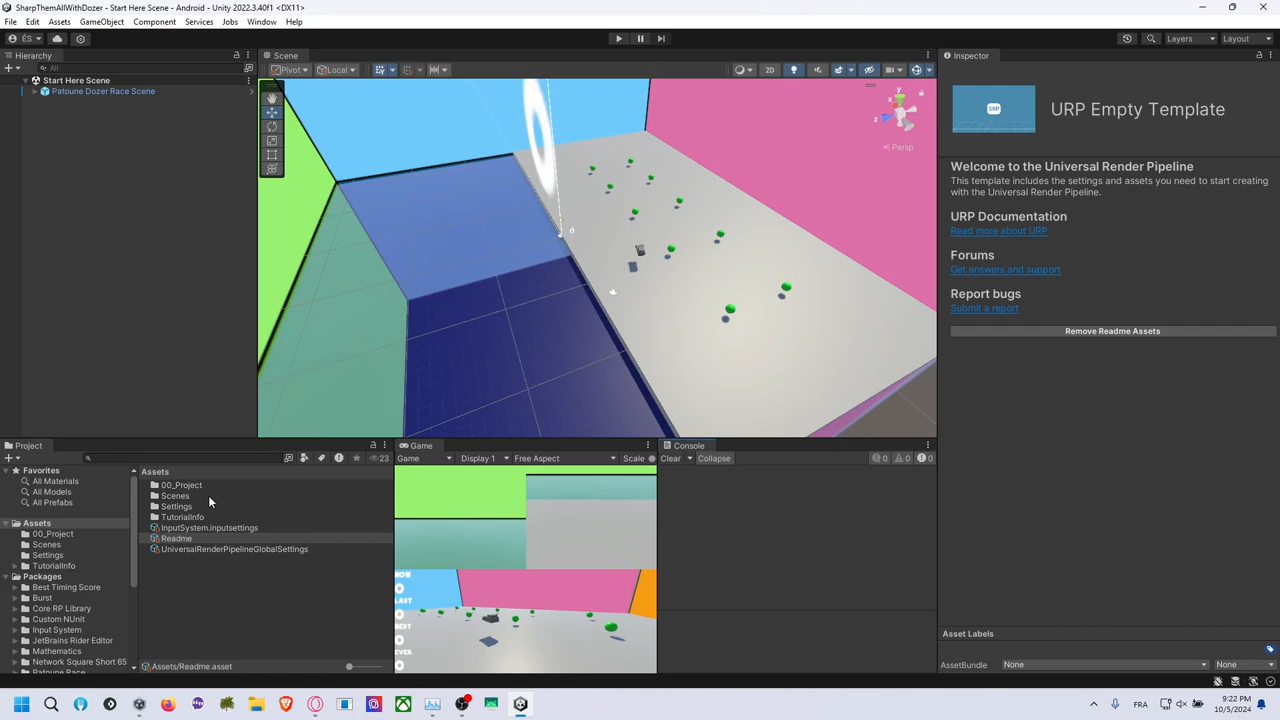 SharpThemAllWithDozer - Start Here Scene - Android - Unity 2022.3.40f1 <DX11>
File Edit Assets GameObject Component Services Jobs Window Help
ÉS Layers Layout
Hierarchy Scene Inspector
All Pivot Local 2D
Start Here Scene
Patoune Dozer Race Scene
y
x
z
Persp
SRP URP Empty Template
Welcome to the Universal Render Pipeline
This template includes the settings and assets you need to start creating
with the Universal Render Pipeline.
URP Documentation
Read more about URP
Forums
Get answers and support
Report bugs
Submit a report
Remove Readme Assets
Project Game Console
23 Game Display 1 Free Aspect Scale Clear Collapse 0 0 0
Favorites
All Materials
All Models
All Prefabs
Assets
00_Project
Scenes
Settings
TutorialInfo
Packages
Best Timing Score
Burst
Core RP Library
Custom NUnit
Input System
JetBrains Rider Editor
Mathematics
Network Square Short 65
Patoune Race
Assets
00_Project
Scenes
Settings
TutorialInfo
InputSystem.inputsettings
Readme
UniversalRenderPipelineGlobalSettings
Assets/Readme.asset
NOW
0
LAST
0
BEST
0
EVER
0
Asset Labels
AssetBundle None None
FRA
9:22 PM
10/5/2024